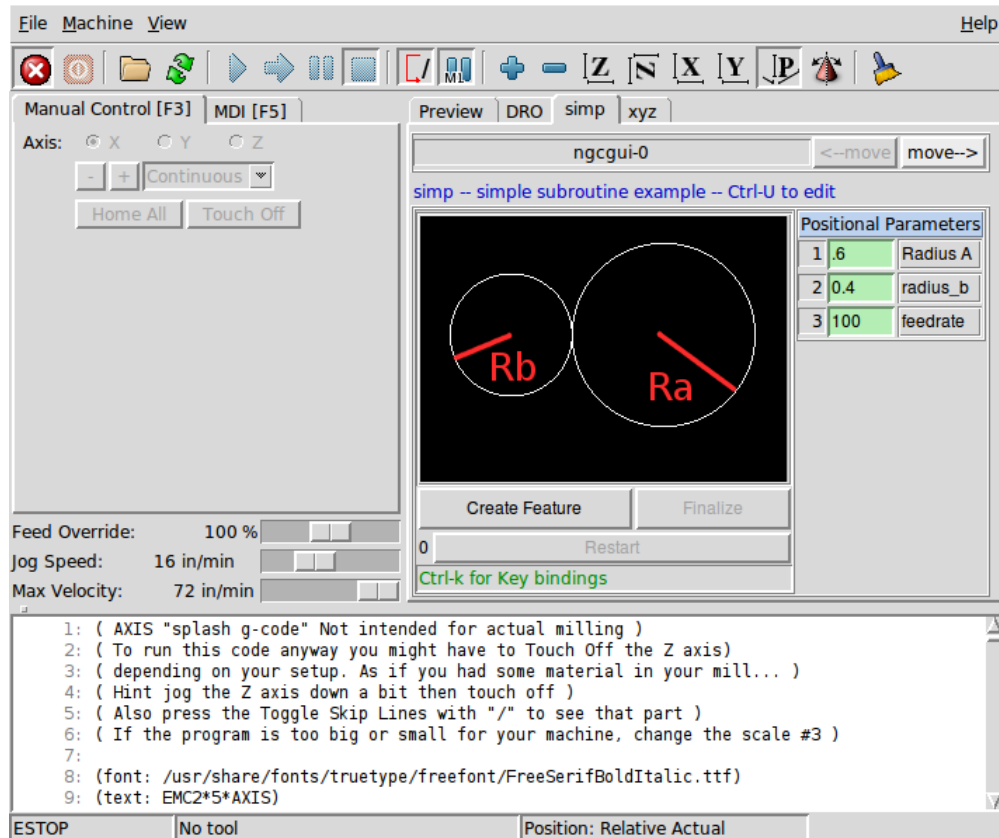 File Machine View Help
Z N X Y P
Manual Control [F3] MDI [F5]
Preview DRO simp xyz
Axis: X Y Z
- + Continuous
Home All Touch Off
ngcgui-0 <--move move-->
simp -- simple subroutine example -- Ctrl-U to edit
Positional Parameters
1 .6 Radius A
2 0.4 radius_b
3 100 feedrate
Rb
Ra
Create Feature Finalize
0 Restart
Ctrl-k for Key bindings
Feed Override: 100 %
Jog Speed: 16 in/min
Max Velocity: 72 in/min
1: ( AXIS "splash g-code" Not intended for actual milling )
2: ( To run this code anyway you might have to Touch Off the Z axis)
3: ( depending on your setup. As if you had some material in your mill... )
4: ( Hint jog the Z axis down a bit then touch off )
5: ( Also press the Toggle Skip Lines with "/" to see that part )
6: ( If the program is too big or small for your machine, change the scale #3 )
7:
8: (font: /usr/share/fonts/truetype/freefont/FreeSerifBoldItalic.ttf)
9: (text: EMC2*5*AXIS)
ESTOP No tool Position: Relative Actual